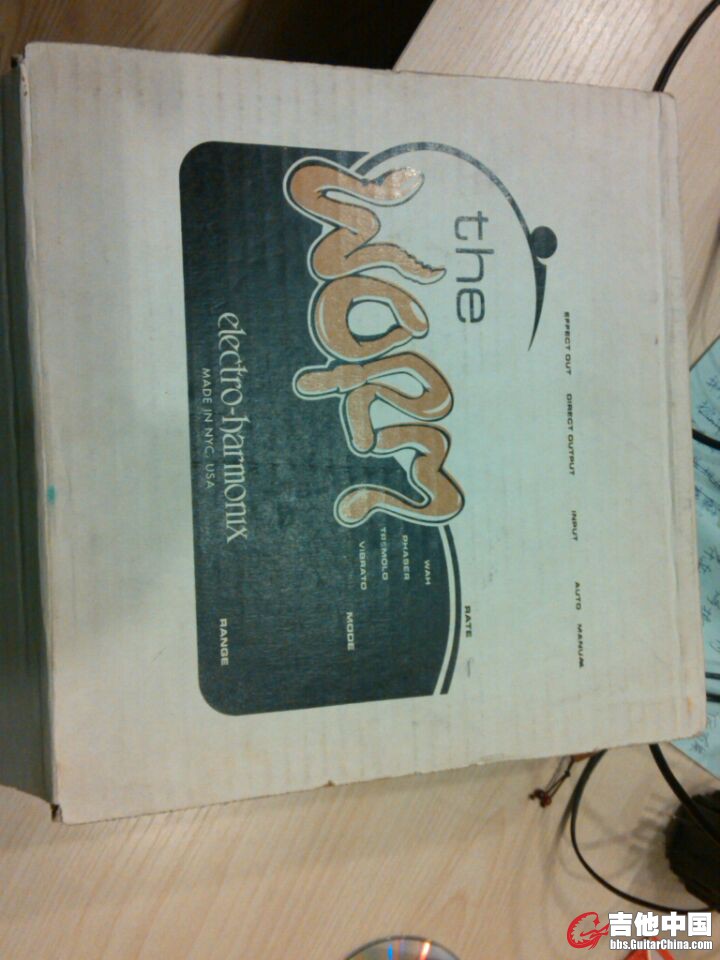 EFFECT OUT DIRECT OUTPUT INPUT AUTO MANUAL
the
WORM
RATE
WAH
PHASER
TREMOLO
VIBRATO
MODE
electro-harmonix
MADE IN NYC, USA
RANGE
吉他中国
bbs.GuitarChina.com